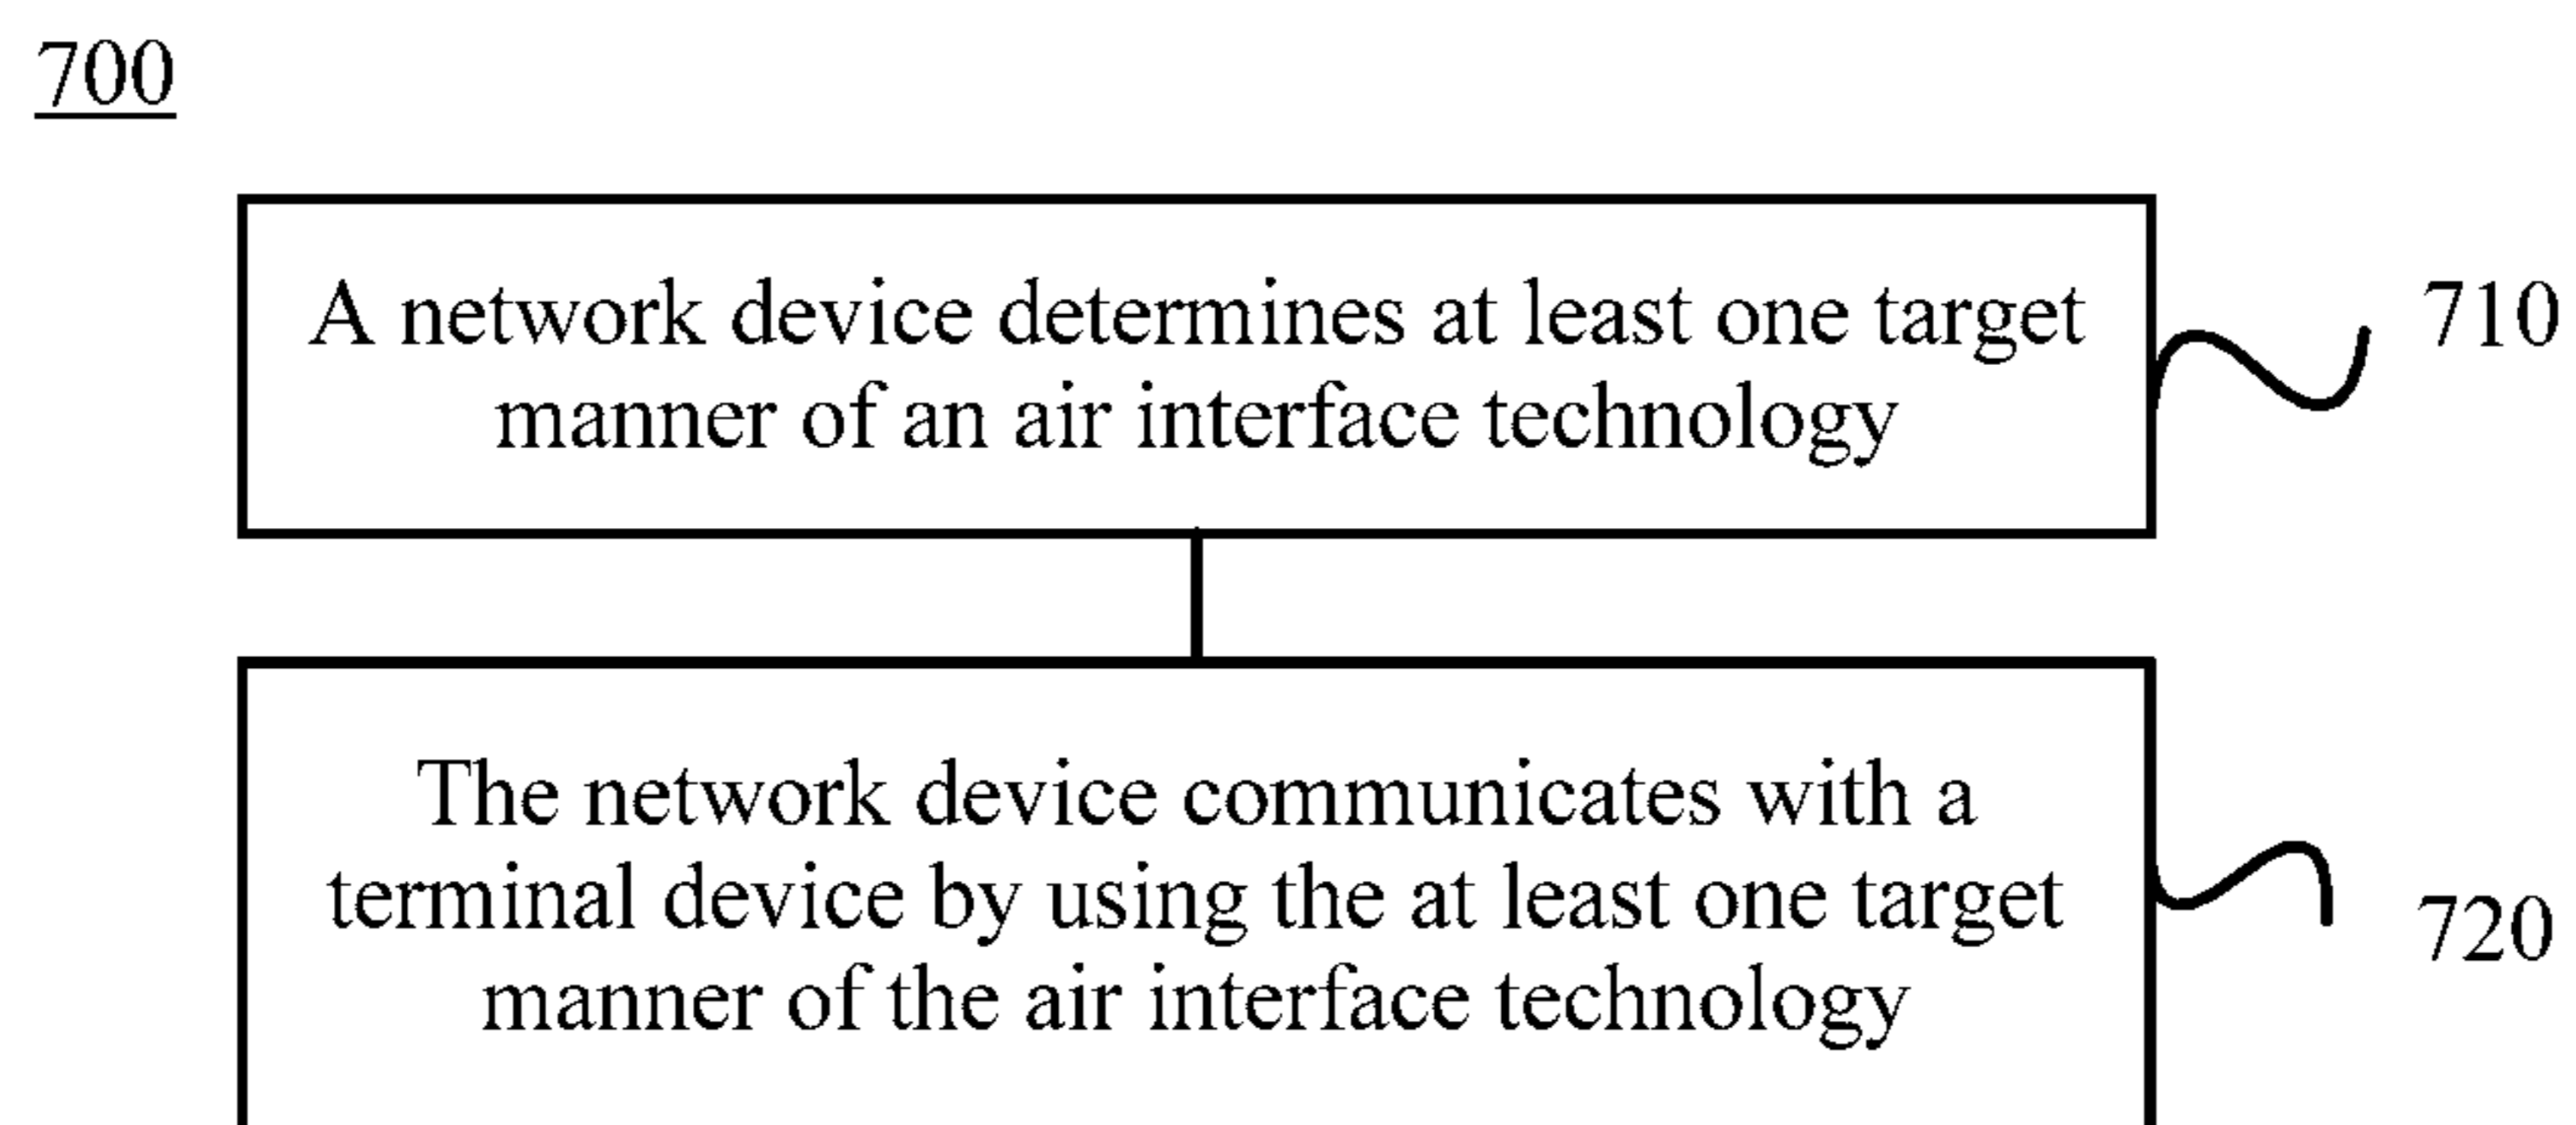 700
A network device determines at least one target
manner of an air interface technology
710
The network device communicates with a
terminal device by using the at least one target
manner of the air interface technology
720